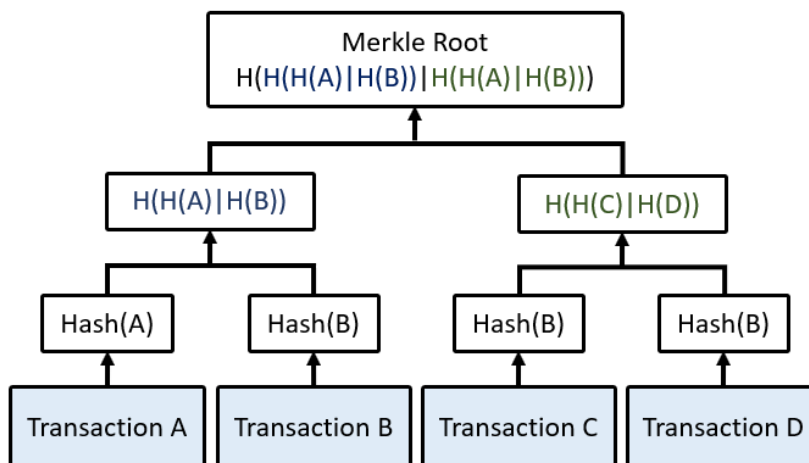 Merkle Root
H(H(H(A)|H(B))|H(H(A)|H(B)))
H(H(A)|H(B))
H(H(C)|H(D))
Hash(A)
Hash(B)
Hash(B)
Hash(B)
Transaction A
Transaction B
Transaction C
Transaction D